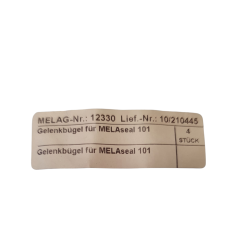 MELAG-Nr.: 12330 Lief.-Nr.: 10/210445
Gelenkbügel für MELAseal 101
4
STÜCK
Gelenkbügel für MELAseal 101